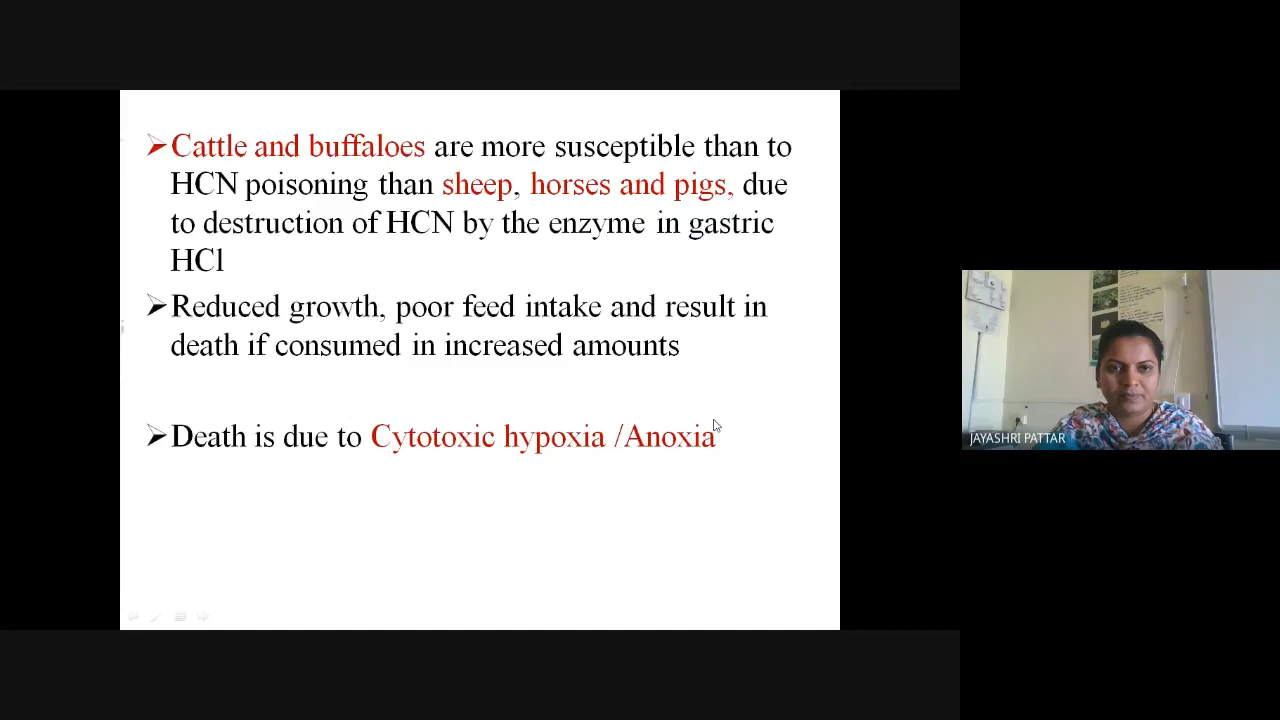 Cattle and buffaloes are more susceptible than to
HCN poisoning than sheep, horses and pigs, due
to destruction of HCN by the enzyme in gastric
HCl
Reduced growth, poor feed intake and result in
death if consumed in increased amounts
Death is due to Cytotoxic hypoxia /Anoxia
JAYASHRI PATTAR